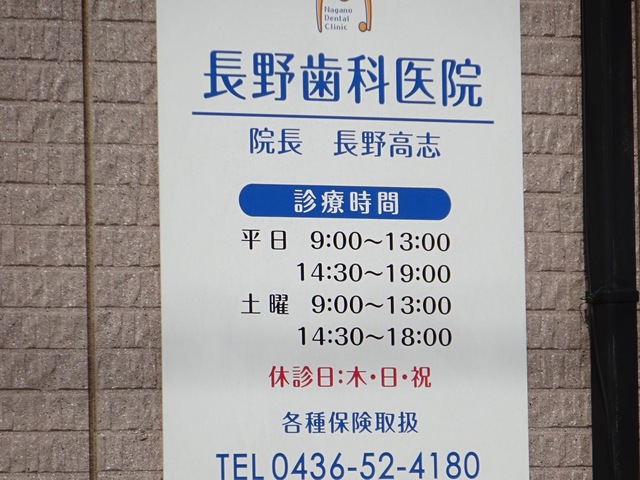 Nagano
Dental
Clinic
長野歯科医院
院長 長野高志
診療時間
平日 9:00〜13:00
14:30〜19:00
土曜 9:00〜13:00
14:30〜18:00
休診日:木・日・祝
各種保険取扱
TEL 0436-52-4180